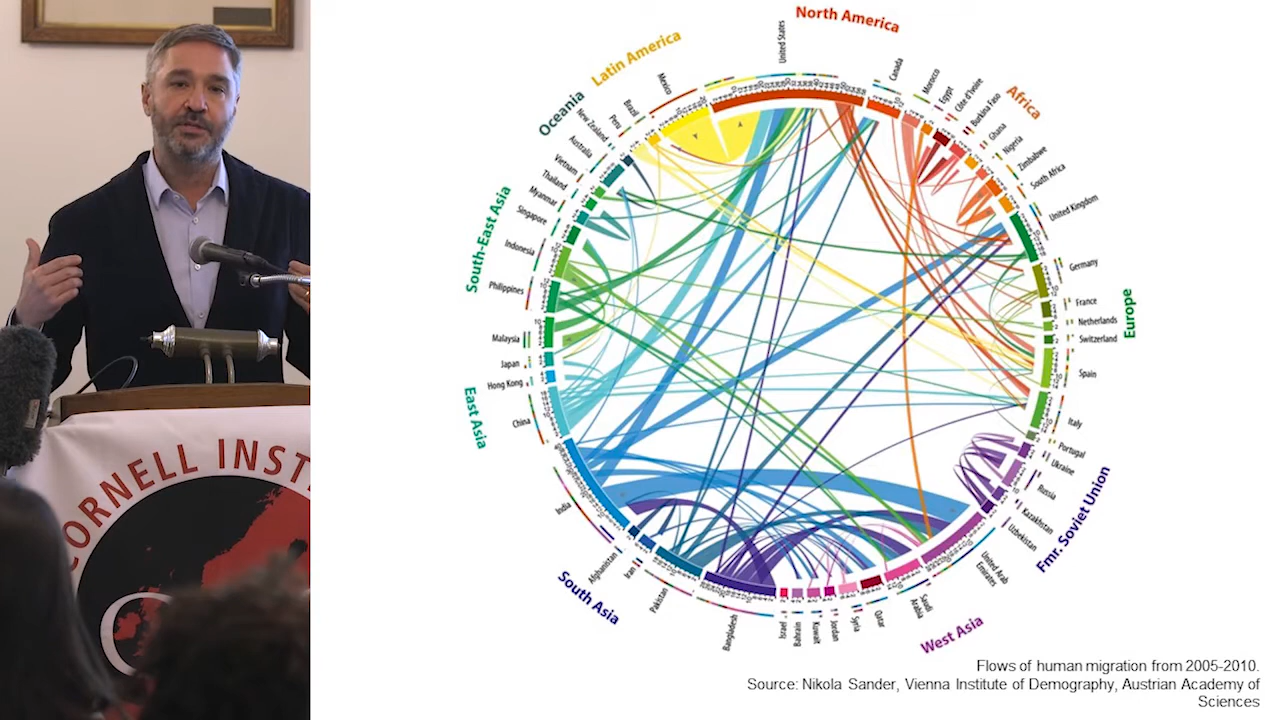 CORNELL INST
North America
United States
Canada
Morocco
Egypt
Côte d'Ivoire
Burkina Faso
Africa
Ghana
Nigeria
Zimbabwe
South Africa
United Kingdom
Germany
France
Europe
Netherlands
Switzerland
Spain
Italy
Portugal
Ukraine
Russia
Kazakhstan
Uzbekistan
Fmr. Soviet Union
United Arab
Emirates
Saudi
Arabia
West Asia
Qatar
Syria
Jordan
Kuwait
Bahrain
Israel
Bangladesh
Pakistan
South Asia
Iran
Afghanistan
India
China
East Asia
Hong Kong
Japan
Malaysia
Philippines
Indonesia
South-East Asia
Singapore
Myanmar
Thailand
Vietnam
Australia
New Zealand
Oceania
Peru
Brazil
Mexico
Latin America
Flows of human migration from 2005-2010.
Source: Nikola Sander, Vienna Institute of Demography, Austrian Academy of
Sciences